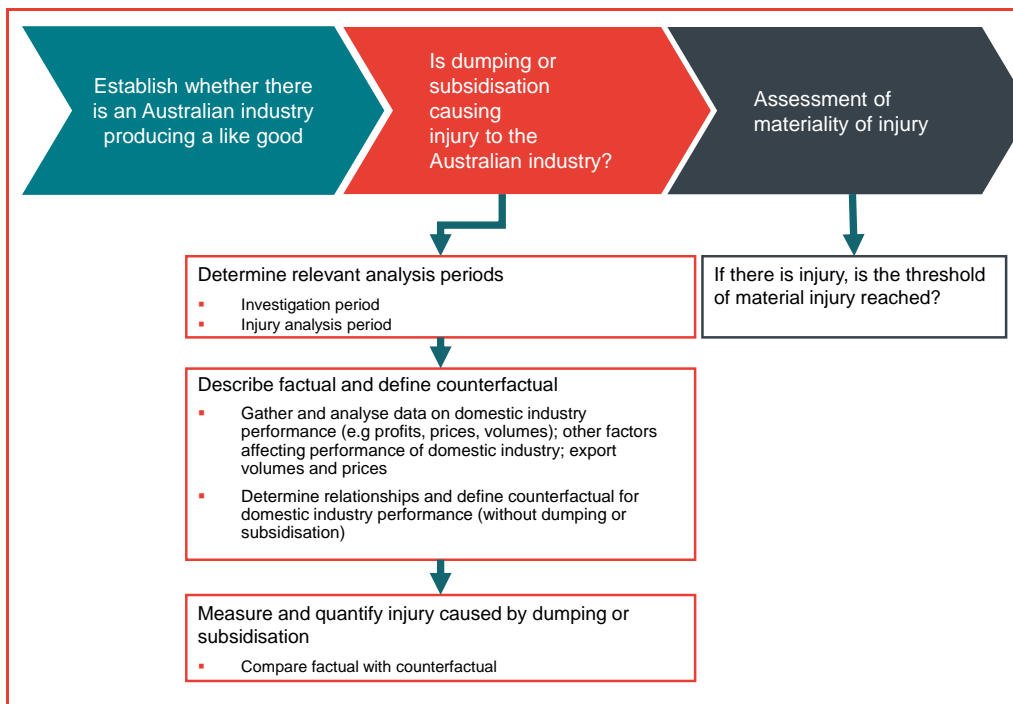 Establish whether there
is an Australian industry
producing a like good
Is dumping or
subsidisation
causing
injury to the
Australian industry?
Assessment of
materiality of injury
Determine relevant analysis periods
▪ Investigation period
▪ Injury analysis period
If there is injury, is the threshold
of material injury reached?
Describe factual and define counterfactual
▪ Gather and analyse data on domestic industry
performance (e.g profits, prices, volumes); other factors
affecting performance of domestic industry; export
volumes and prices
▪ Determine relationships and define counterfactual for
domestic industry performance (without dumping or
subsidisation)
Measure and quantify injury caused by dumping or
subsidisation
▪ Compare factual with counterfactual